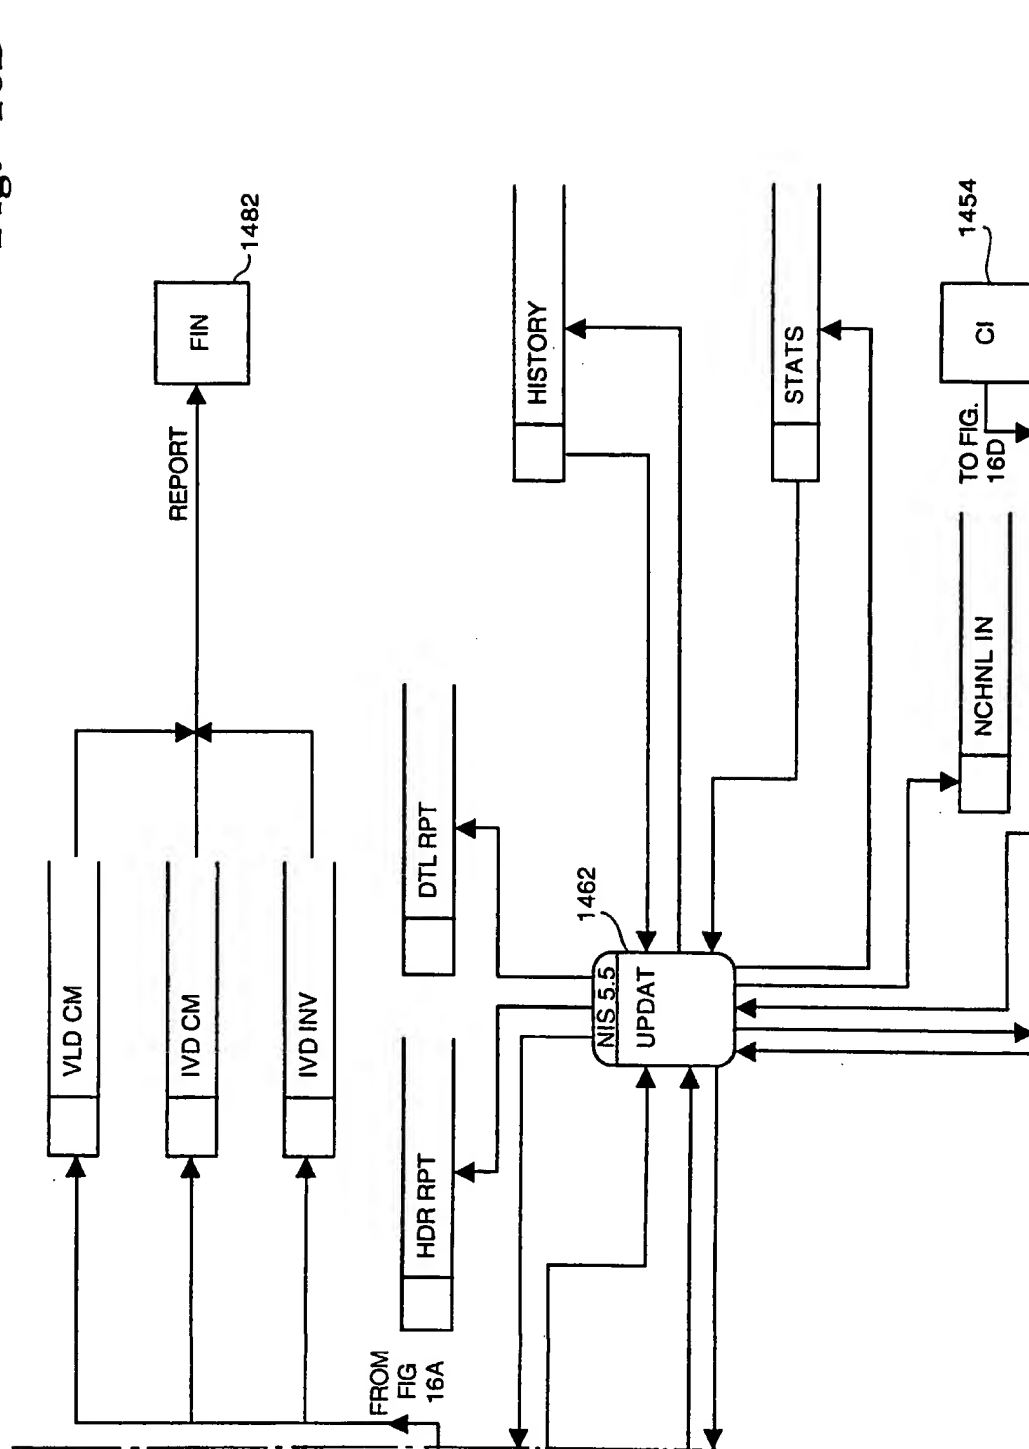 1482
FIN
REPORT
VLD CM
IVD CM
IVD INV
FROM
FIG
16A
HDR RPT
DTL RPT
HISTORY
STATS
1462
NIS 5.5
UPDAT
NCHNL IN
TO FIG.
16D
1454
CI